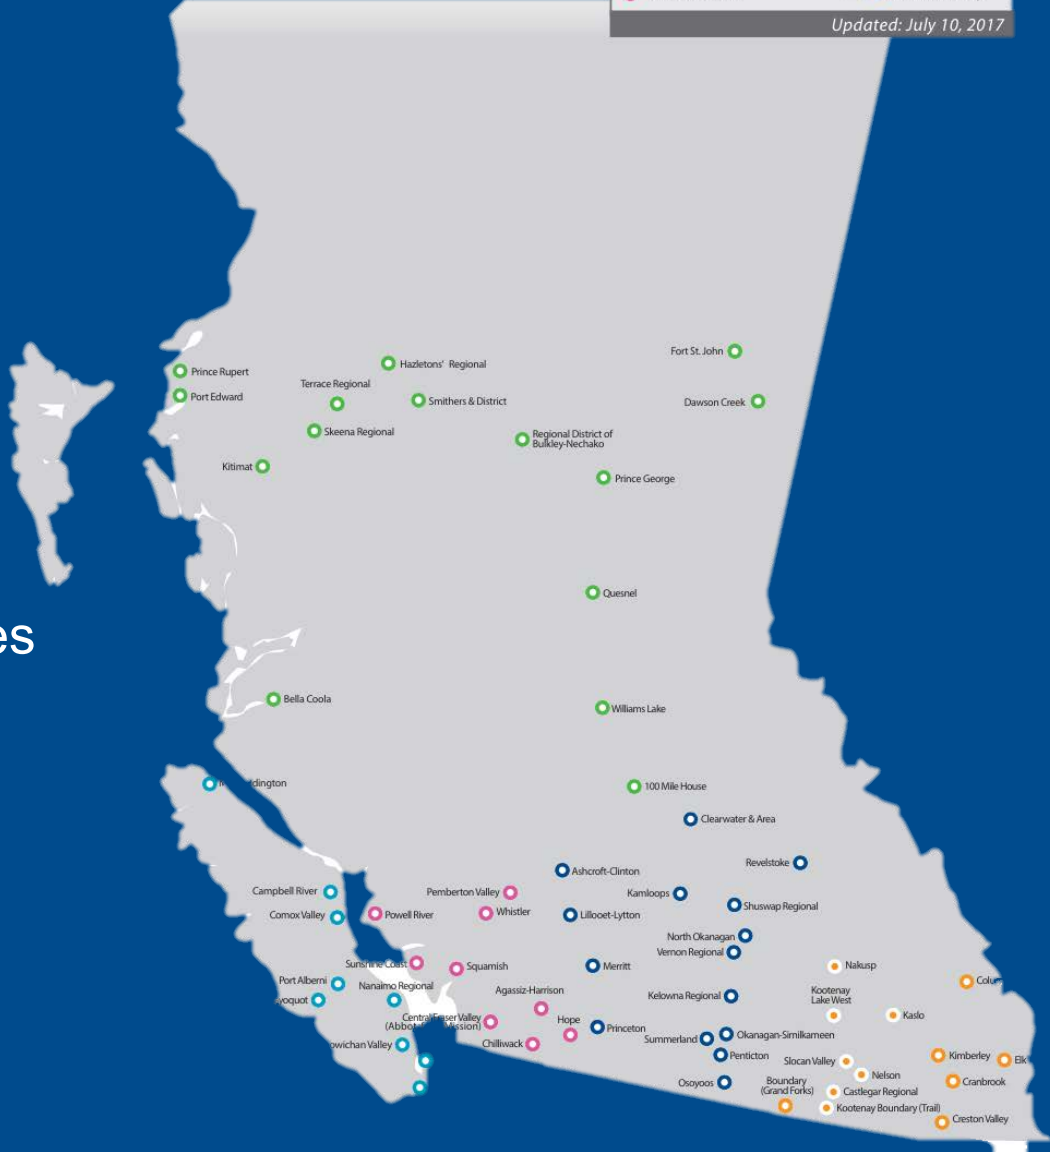 Updated: July 10, 2017
Prince Rupert
Port Edward
Hazletons' Regional
Terrace Regional
Smithers & District
Skeena Regional
Kitimat
Fort St. John
Dawson Creek
Regional District of
Bulkley-Nechako
Prince George
Quesnel
es
Bella Coola
Williams Lake
100 Mile House
Clearwater & Area
Revelstoke
Ashcroft-Clinton
Kamloops
Shuswap Regional
Campbell River
Pemberton Valley
Comox Valley
Powell River
Whistler
Lillooet-Lytton
North Okanagan
Vernon Regional
Sunshine Coast
Squamish
Merritt
Nakusp
Port Alberni
Nanaimo Regional
Agassiz-Harrison
Kelowna Regional
Kootenay
Lake West
Kaslo
Central Fraser Valley
Hope
Princeton
Chilliwack
Summerland
Okanagan-Similkameen
Penticton
Slocan Valley
Kimberley
Elk
Nelson
Osoyoos
Boundary
(Grand Forks)
Castlegar Regional
Cranbrook
Kootenay Boundary (Trail)
Creston Valley